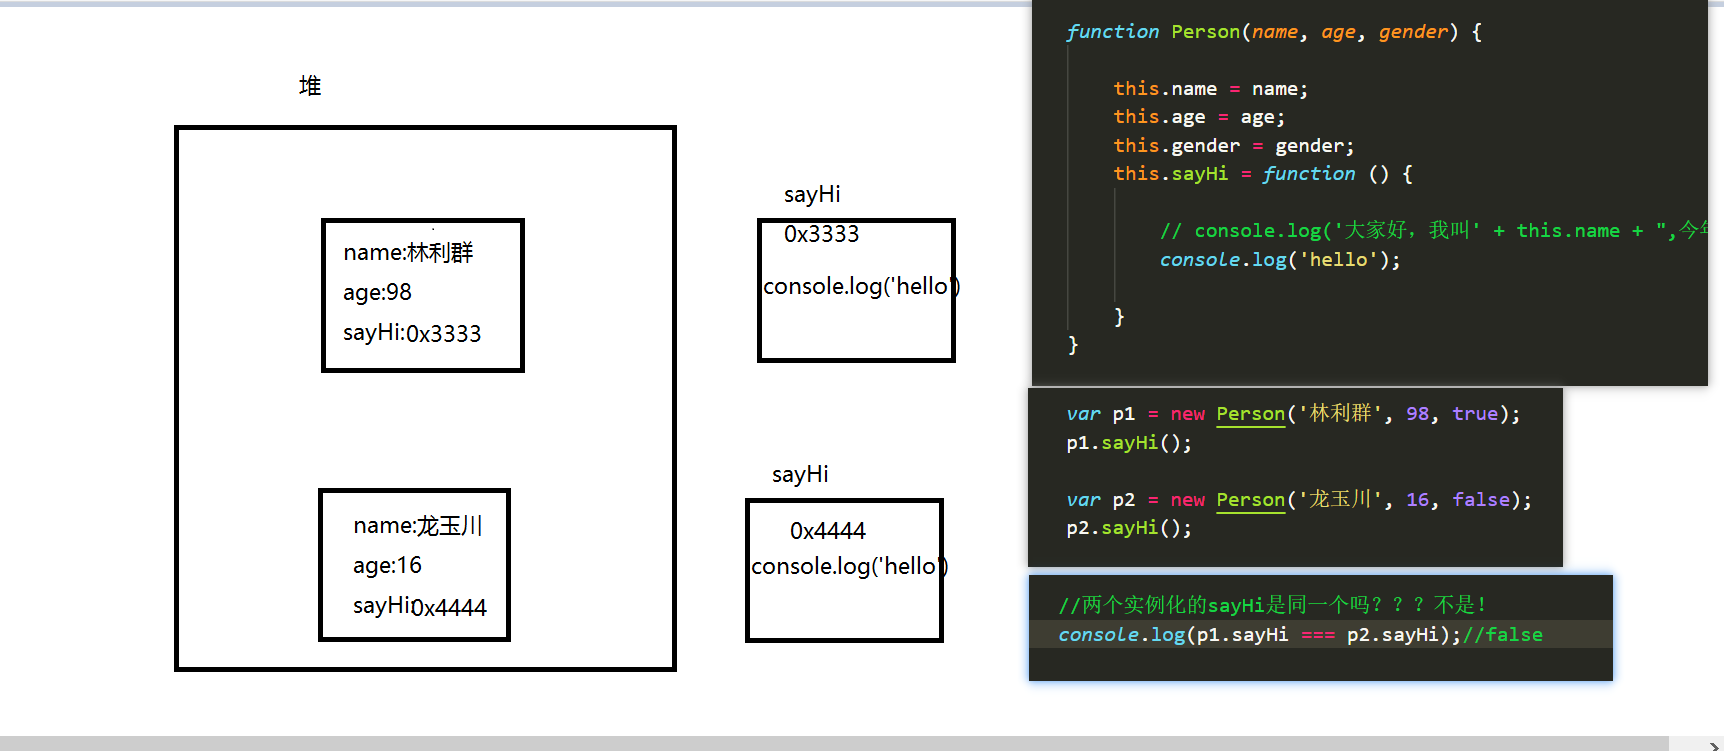 堆
name:林利群
age:98
sayHi:0x3333
name:龙玉川
age:16
sayHi:0x4444
sayHi
0x3333
console.log('hello')
sayHi
0x4444
console.log('hello')
function Person(name, age, gender) {
this.name = name;
this.age = age;
this.gender = gender;
this.sayHi = function () {
// console.log('大家好，我叫' + this.name + ",今年
console.log('hello');
}
}
var p1 = new Person('林利群', 98, true);
p1.sayHi();
var p2 = new Person('龙玉川', 16, false);
p2.sayHi();
//两个实例化的sayHi是同一个吗？？？不是!
console.log(p1.sayHi === p2.sayHi);//false